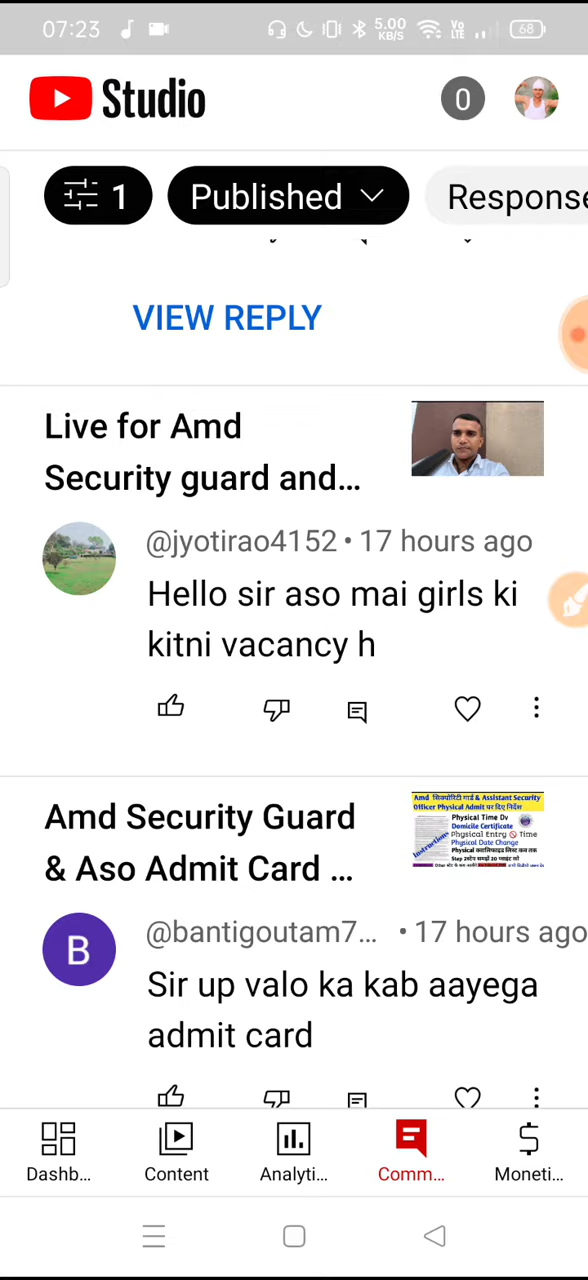 07:23
5.00
KB/S
Vo
LTE
68
Studio
0
1
Published
Response
VIEW REPLY
Live for Amd
Security guard and...
@jyotirao4152 • 17 hours ago
Hello sir aso mai girls ki
kitni vacancy h
Amd Security Guard
& Aso Admit Card ...
Amd सिक्योरिटी गार्ड & Assistant Security
Officer Physical Admit पर दिए निर्देश
Physical Time Dv
Domicile Certificate
Physical Entry Time
Physical Date Change
Instructions
B
@bantigoutam7... • 17 hours ago
Sir up valo ka kab aayega
admit card
Dashb...
Content
Analyti...
Comm...
Moneti...